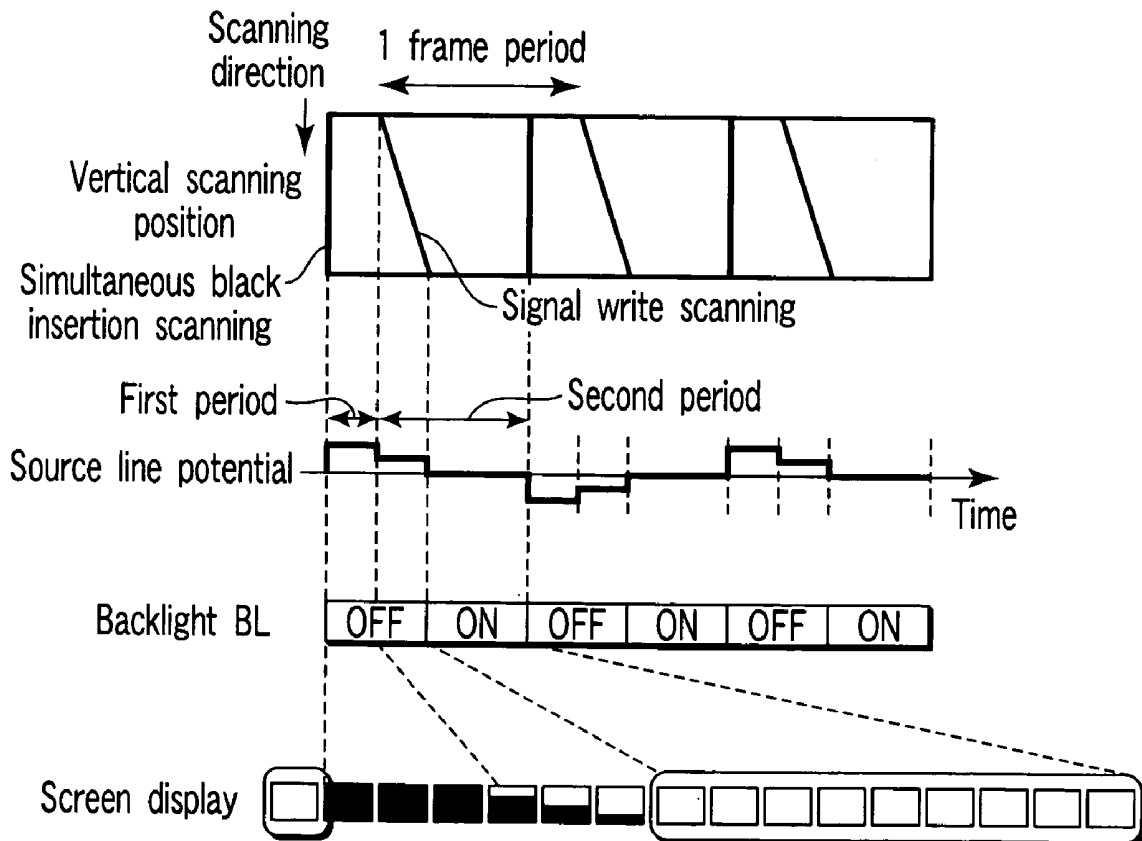 Scanning
direction
1 frame period
Vertical scanning
position
Simultaneous black
insertion scanning
Signal write scanning
First period
Second period
Source line potential
Time
Backlight BL
OFF ON OFF ON OFF ON
Screen display